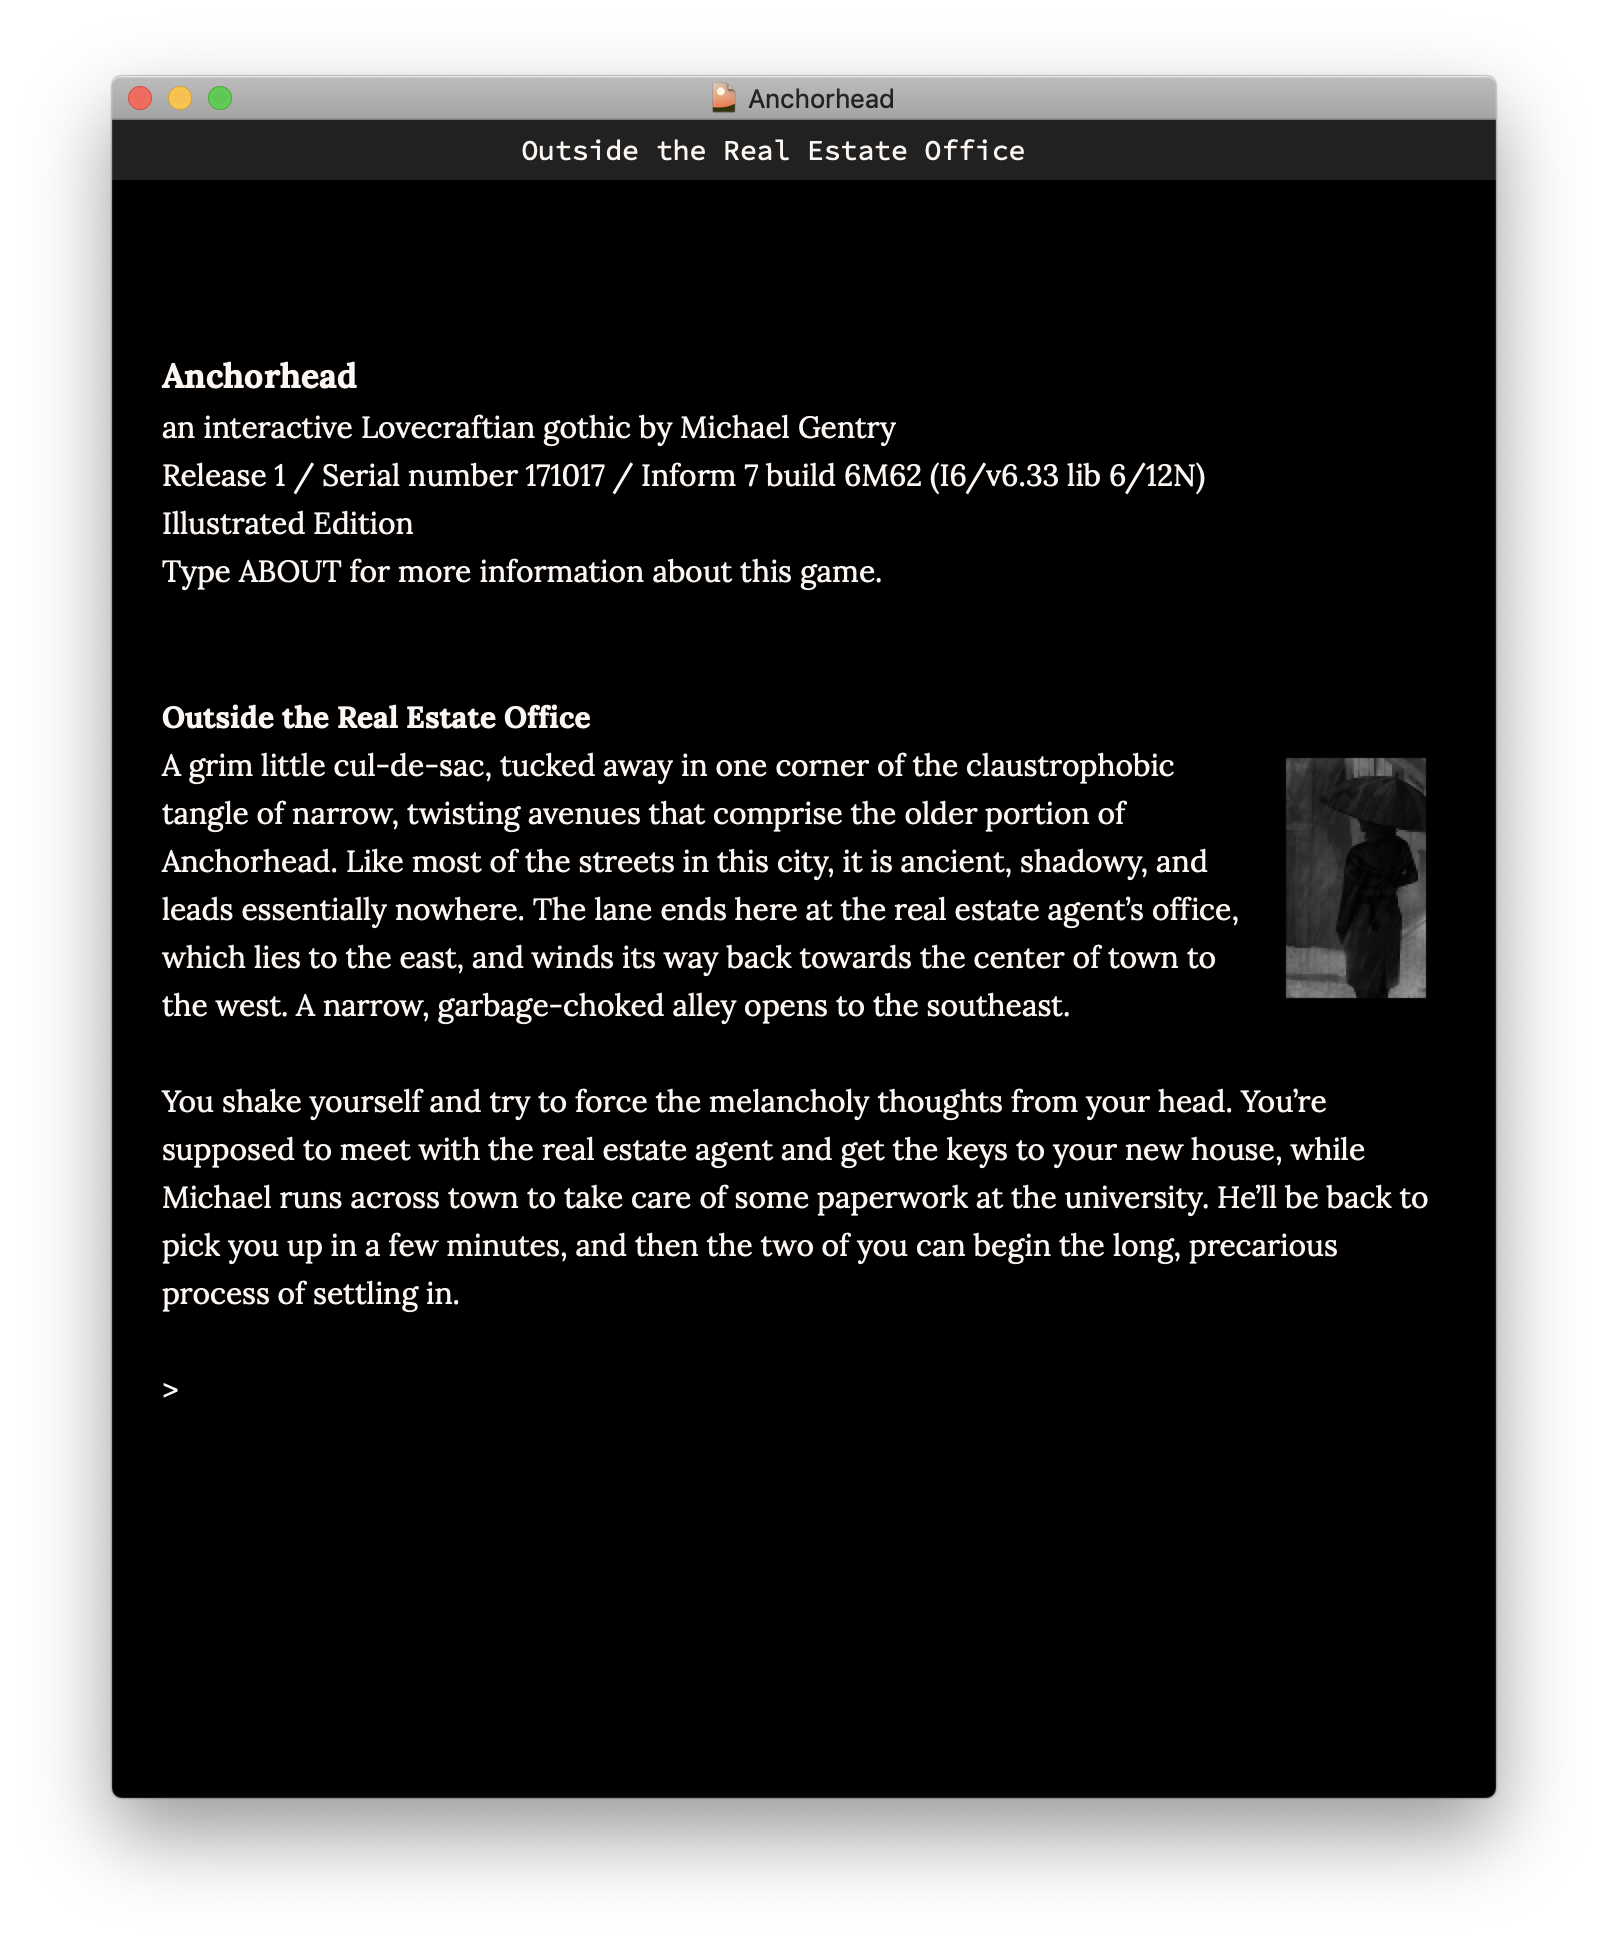 Anchorhead
Outside the Real Estate Office
Anchorhead
an interactive Lovecraftian gothic by Michael Gentry
Release 1 / Serial number 171017 / Inform 7 build 6M62 (I6/v6.33 lib 6/12N)
Illustrated Edition
Type ABOUT for more information about this game.
Outside the Real Estate Office
A grim little cul-de-sac, tucked away in one corner of the claustrophobic
tangle of narrow, twisting avenues that comprise the older portion of
Anchorhead. Like most of the streets in this city, it is ancient, shadowy, and
leads essentially nowhere. The lane ends here at the real estate agent’s office,
which lies to the east, and winds its way back towards the center of town to
the west. A narrow, garbage-choked alley opens to the southeast.
You shake yourself and try to force the melancholy thoughts from your head. You’re
supposed to meet with the real estate agent and get the keys to your new house, while
Michael runs across town to take care of some paperwork at the university. He’ll be back to
pick you up in a few minutes, and then the two of you can begin the long, precarious
process of settling in.
>